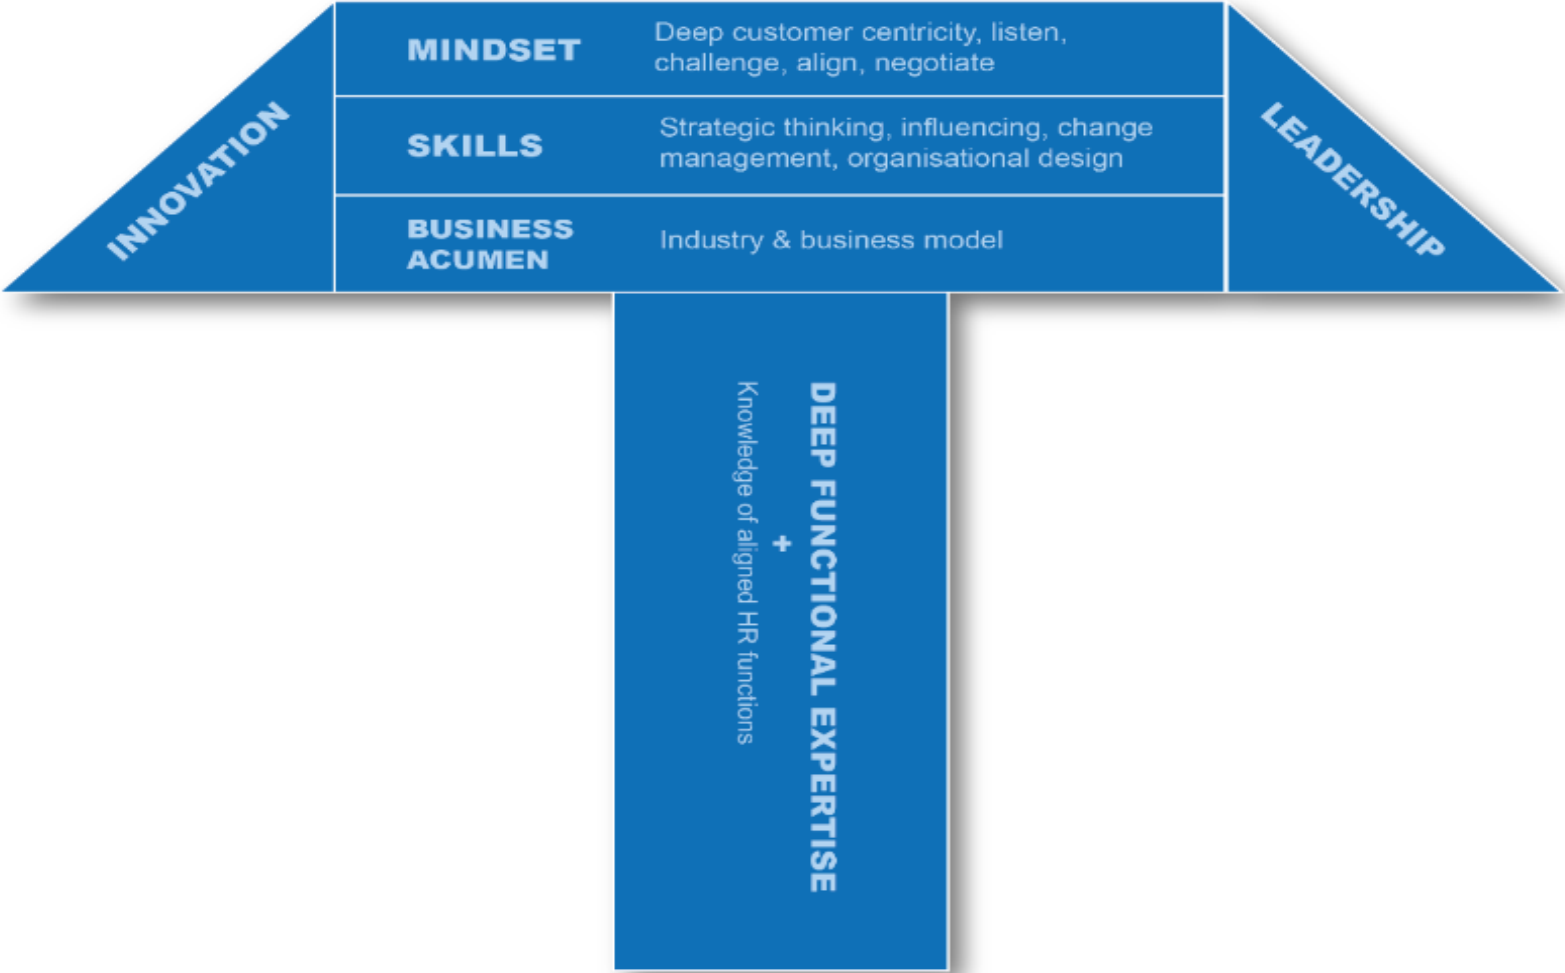 INNOVATION
MINDSET
Deep customer centricity, listen,
challenge, align, negotiate
SKILLS
Strategic thinking, influencing, change
management, organisational design
BUSINESS
ACUMEN
Industry & business model
LEADERSHIP
DEEP FUNCTIONAL EXPERTISE
+
Knowledge of aligned HR functions